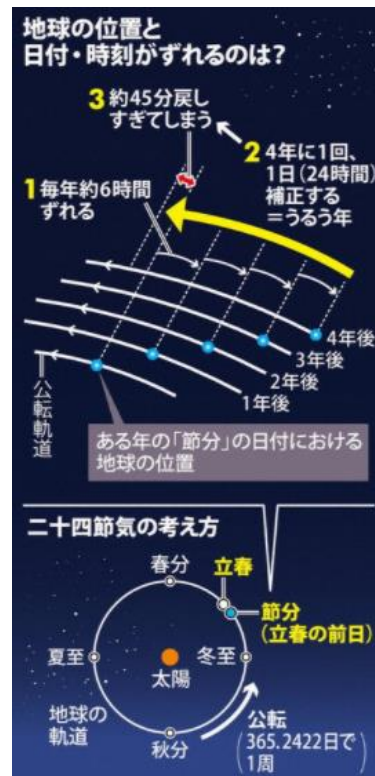 地球の位置と
日付・時刻がずれるのは?
3 約45分戻し
すぎてしまう
2 4年に1回、
1日(24時間)
補正する
=うるう年
1 毎年約6時間
ずれる
4年後
3年後
2年後
1年後
公転軌道
ある年の「節分」の日付における
地球の位置
二十四節気の考え方
春分
立春
節分
(立春の前日)
夏至
太陽
冬至
地球の
軌道
秋分
公転
(365.2422日で
1周)